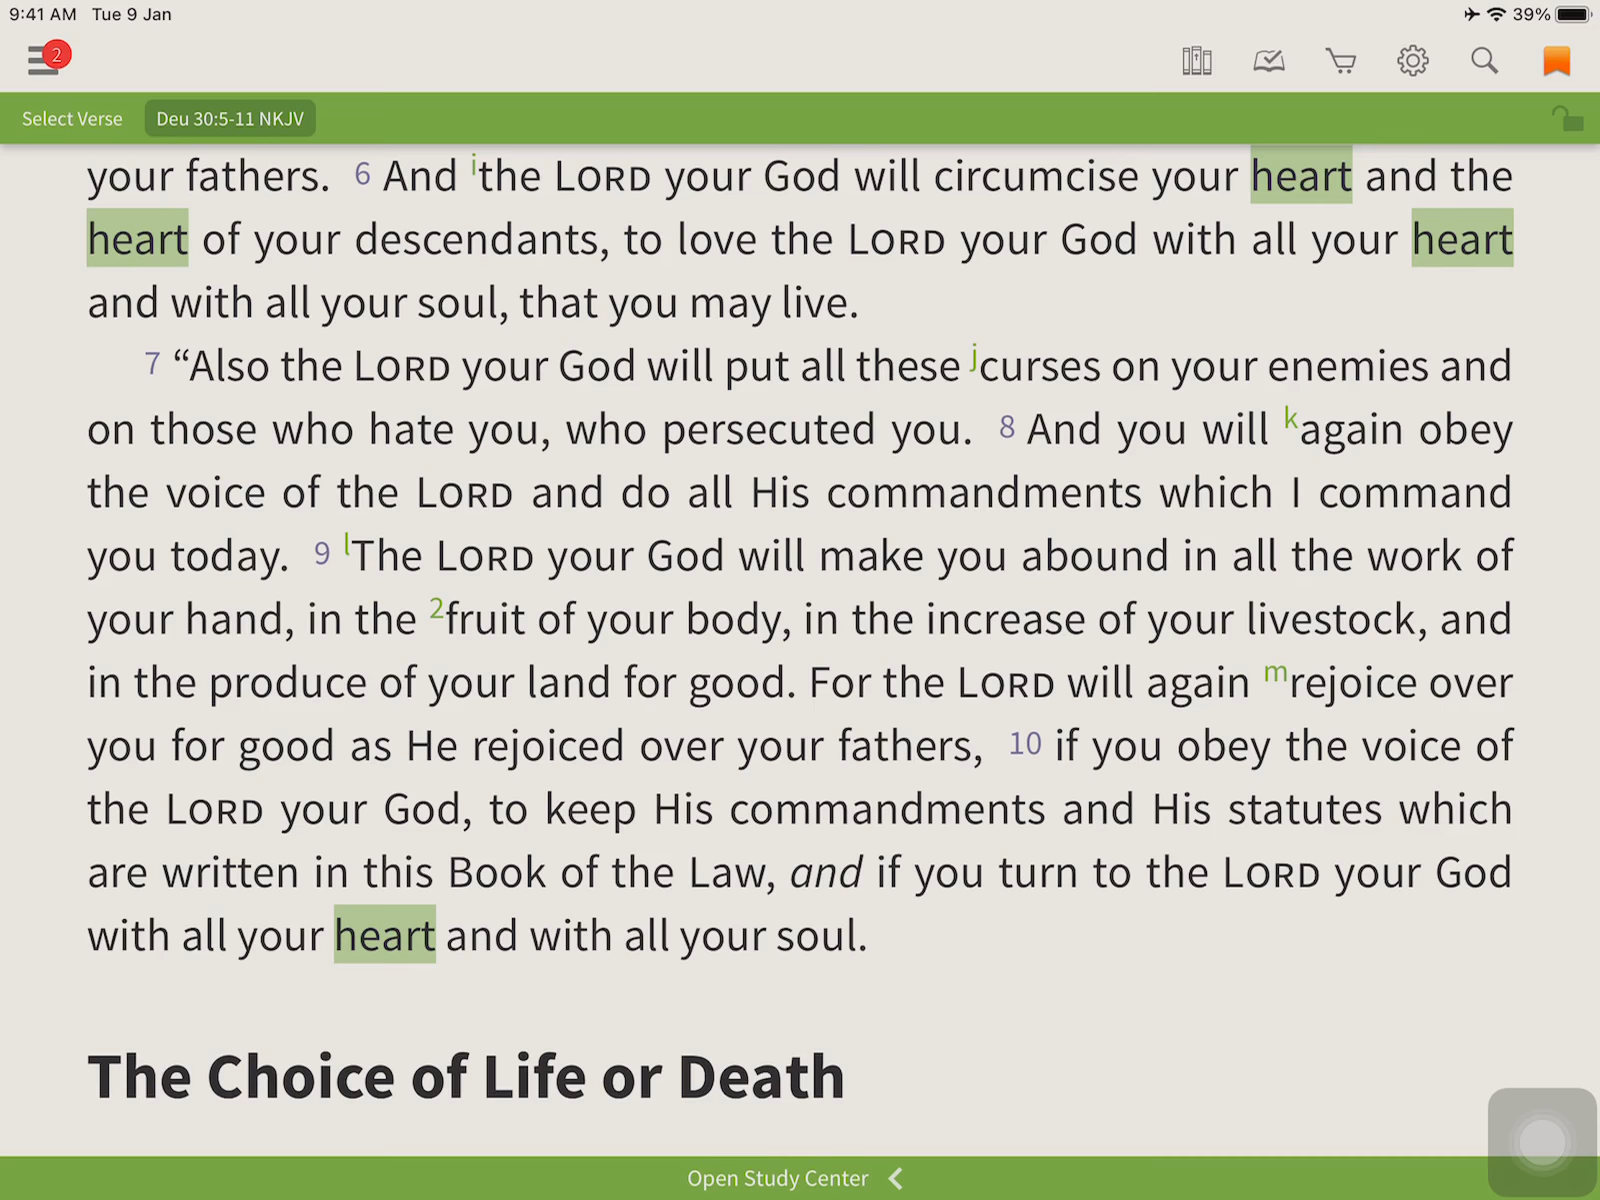 9:41 AM Tue 9 Jan 39%
2
Select Verse Deu 30:5-11 NKJV
your fathers. 6 And i the LORD your God will circumcise your heart and the
heart of your descendants, to love the LORD your God with all your heart
and with all your soul, that you may live.
7 “Also the LORD your God will put all these j curses on your enemies and
on those who hate you, who persecuted you. 8 And you will k again obey
the voice of the LORD and do all His commandments which I command
you today. 9 l The LORD your God will make you abound in all the work of
your hand, in the 2 fruit of your body, in the increase of your livestock, and
in the produce of your land for good. For the LORD will again m rejoice over
you for good as He rejoiced over your fathers, 10 if you obey the voice of
the LORD your God, to keep His commandments and His statutes which
are written in this Book of the Law, and if you turn to the LORD your God
with all your heart and with all your soul.
The Choice of Life or Death
Open Study Center